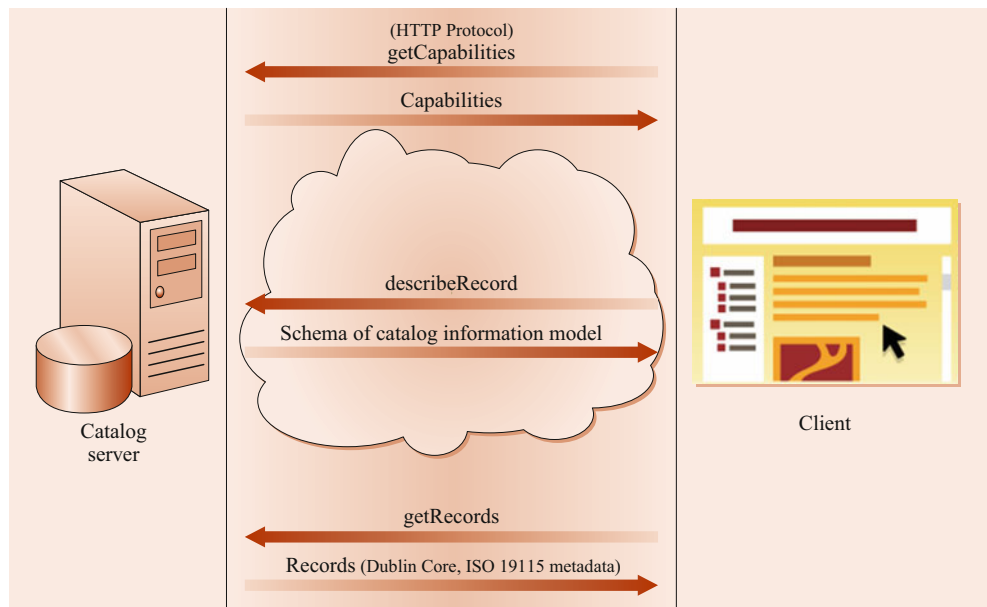 (HTTP Protocol)
getCapabilities
Capabilities
describeRecord
Schema of catalog information model
Catalog
server
Client
getRecords
Records (Dublin Core, ISO 19115 metadata)